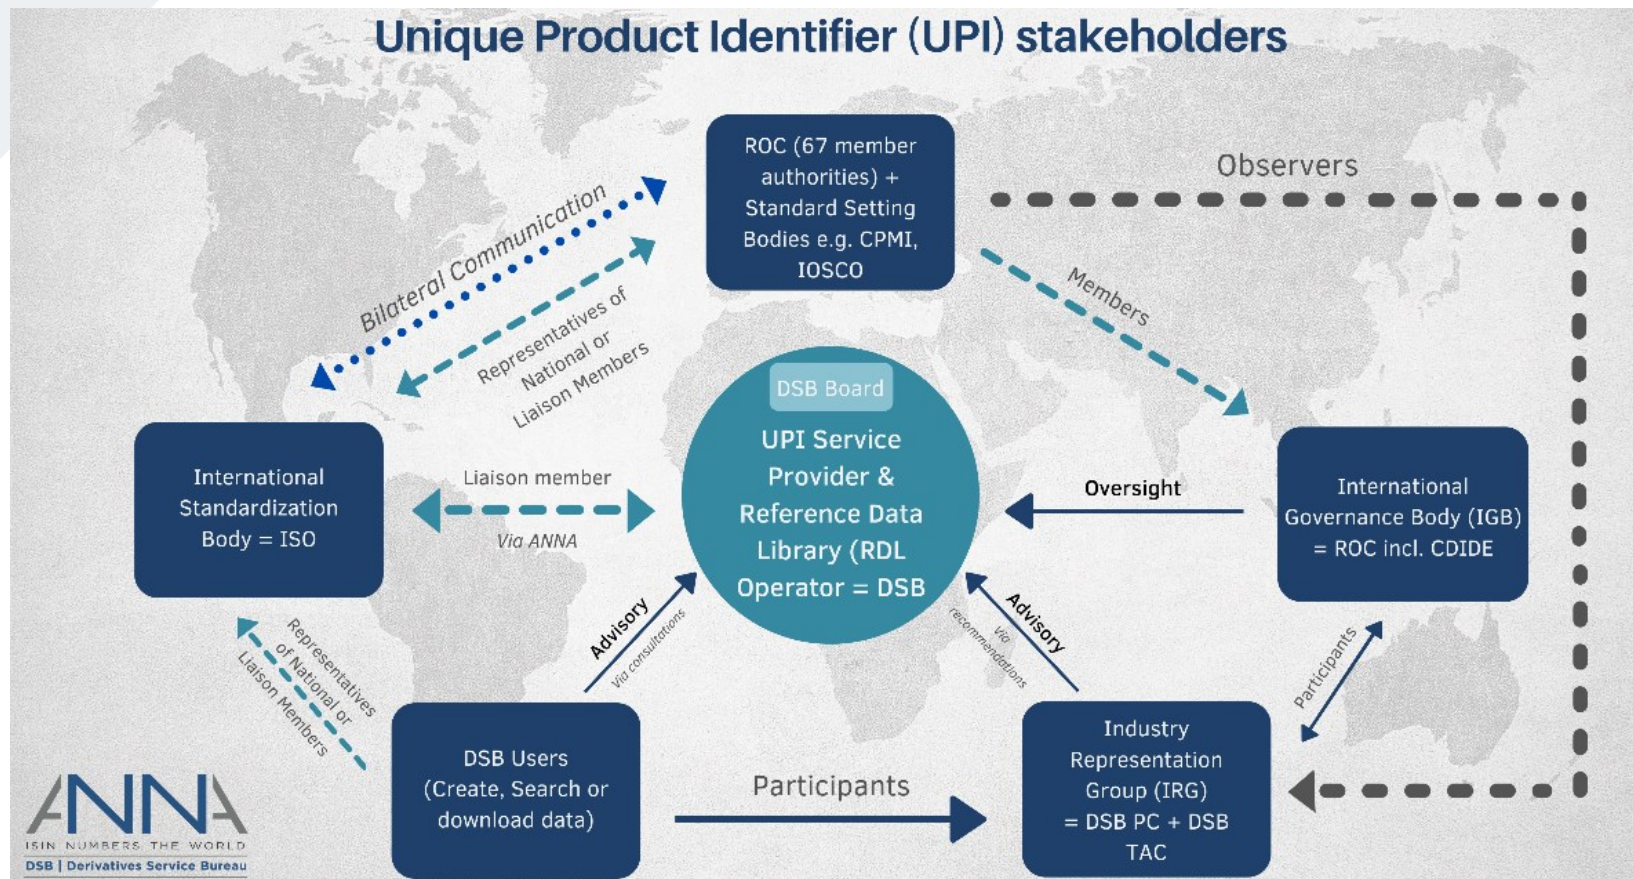 Unique Product Identifier (UPI) stakeholders
ROC (67 member
authorities) +
Standard Setting
Bodies e.g. CPMI,
IOSCO
Observers
Bilateral Communication
Representatives of
National or
Liaison Members
Members
DSB Board
UPI Service
Provider &
Reference Data
Library (RDL
Operator = DSB
International
Standardization
Body = ISO
Liaison member
Via ANNA
Oversight
International
Governance Body (IGB)
= ROC incl. CDIDE
Representatives
of National or
Liaison Members
Advisory
Via consultations
Advisory
Via
recommendations
Participants
DSB Users
(Create, Search or
download data)
Participants
Industry
Representation
Group (IRG)
= DSB PC + DSB
TAC
ANNA
ISIN NUMBERS THE WORLD
DSB | Derivatives Service Bureau